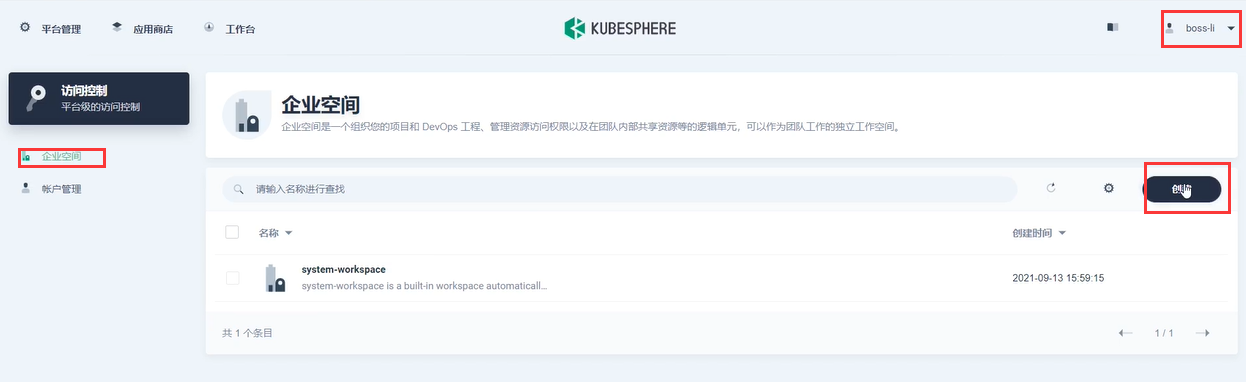 平台管理
应用商店
工作台
KUBESPHERE
boss-li
访问控制
平台级的访问控制
企业空间
帐户管理
企业空间
企业空间是一个组织您的项目和 DevOps 工程、管理资源访问权限以及在团队内部共享资源等的逻辑单元，可以作为团队工作的独立工作空间。
请输入名称进行查找
创建
名称
创建时间
system-workspace
system-workspace is a built-in workspace automaticall...
2021-09-13 15:59:15
共 1 个条目
1 / 1